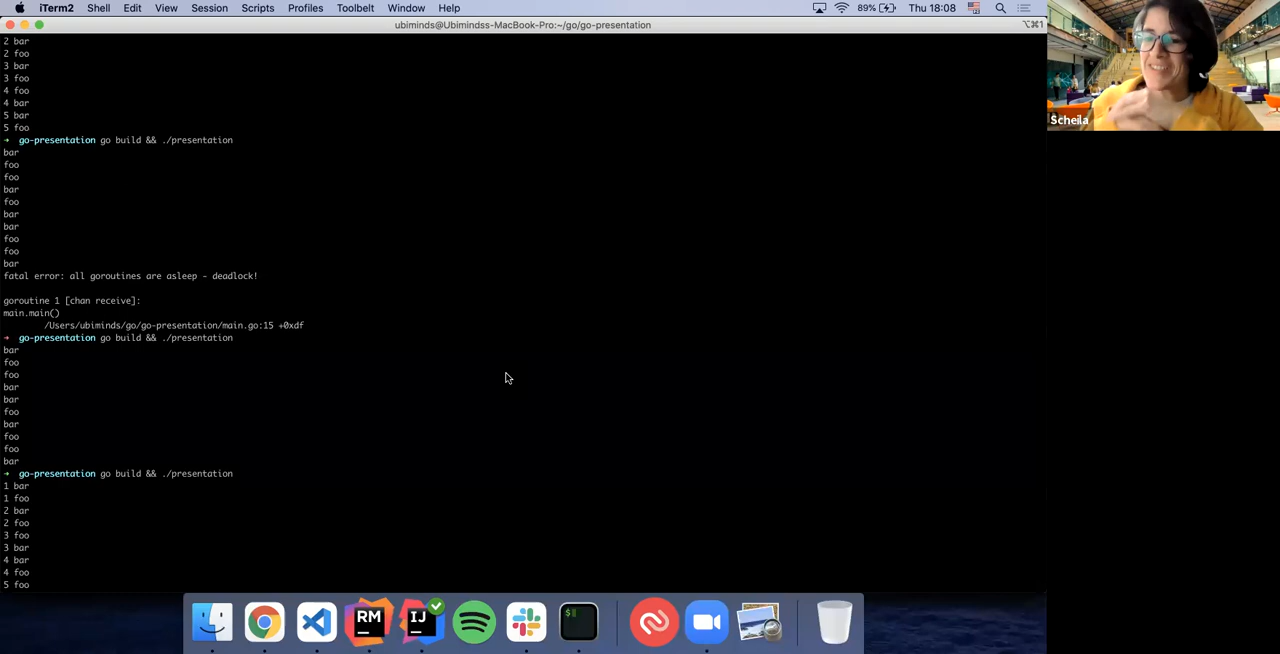 iTerm2 Shell Edit View Session Scripts Profiles Toolbelt Window Help 89% Thu 18:08
ubiminds@Ubimindss-MacBook-Pro:~/go/go-presentation ⌥⌘1
2 bar
2 foo
3 bar
3 foo
4 foo
4 bar
5 bar
5 foo
→ go-presentation go build && ./presentation
bar
foo
foo
bar
foo
bar
bar
foo
foo
bar
fatal error: all goroutines are asleep - deadlock!
goroutine 1 [chan receive]:
main.main()
/Users/ubiminds/go/go-presentation/main.go:15 +0xdf
→ go-presentation go build && ./presentation
bar
foo
foo
bar
bar
foo
bar
foo
foo
bar
→ go-presentation go build && ./presentation
1 bar
1 foo
2 bar
2 foo
3 foo
3 bar
4 bar
4 foo
5 foo
Scheila
RM
IJ
$